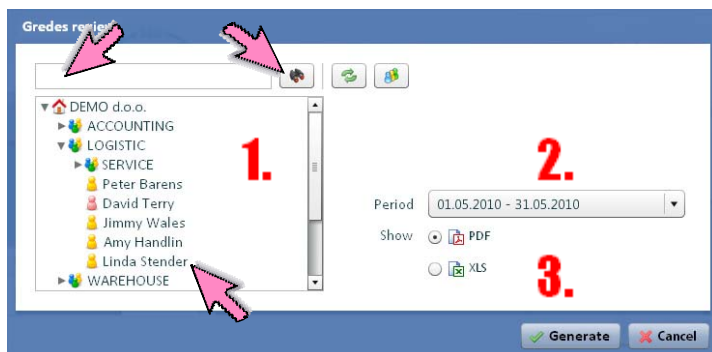 Gredes review
DEMO d.o.o.
ACCOUNTING
LOGISTIC
SERVICE
Peter Barens
David Terry
Jimmy Wales
Amy Handlin
Linda Stender
WAREHOUSE
1.
2.
Period 01.05.2010 - 31.05.2010
Show PDF
XLS
3.
Generate Cancel